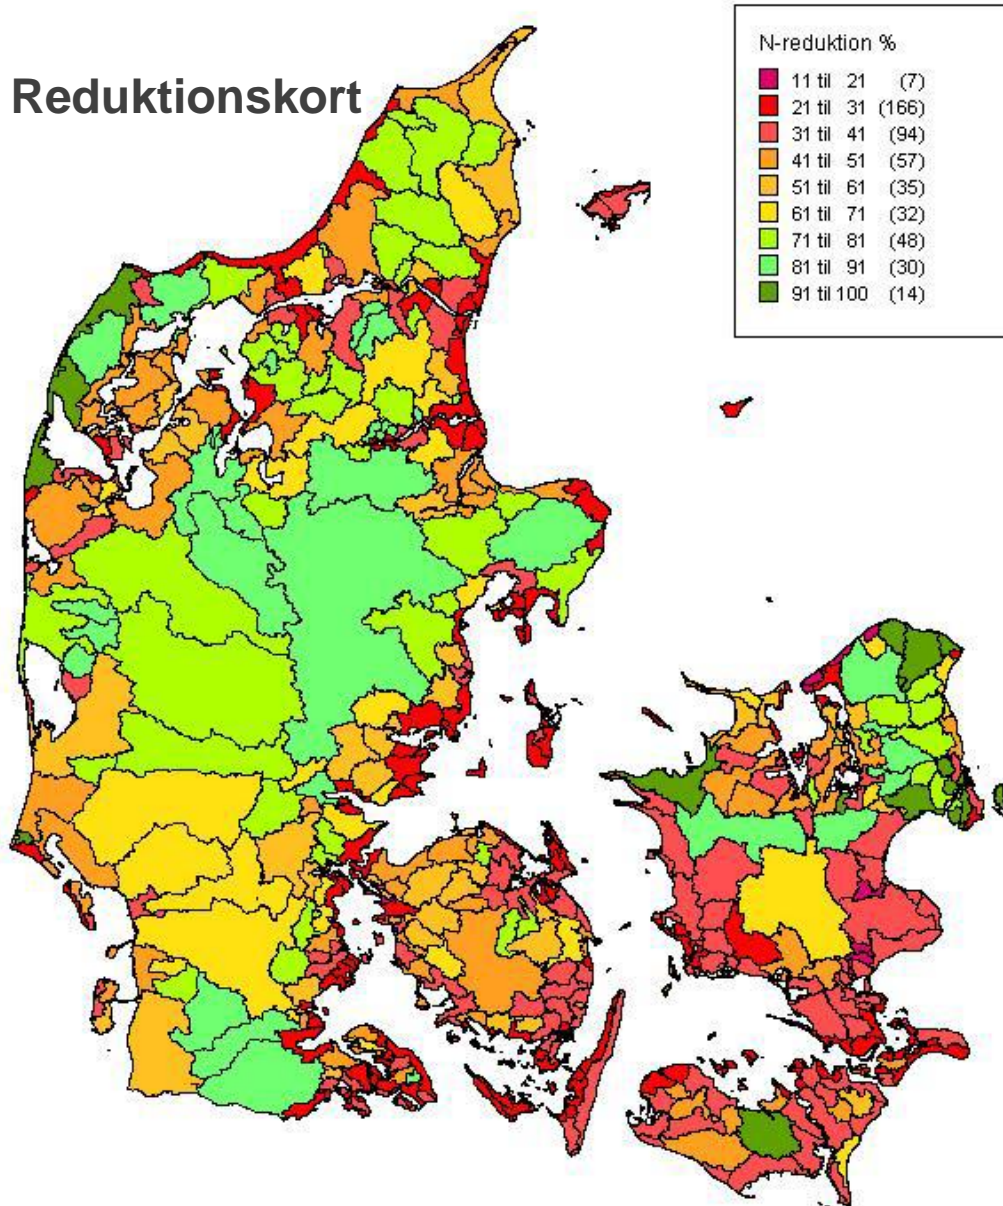 Reduktionskort
N-reduktion %
11 til 21 (7)
21 til 31 (166)
31 til 41 (94)
41 til 51 (57)
51 til 61 (35)
61 til 71 (32)
71 til 81 (48)
81 til 91 (30)
91 til 100 (14)